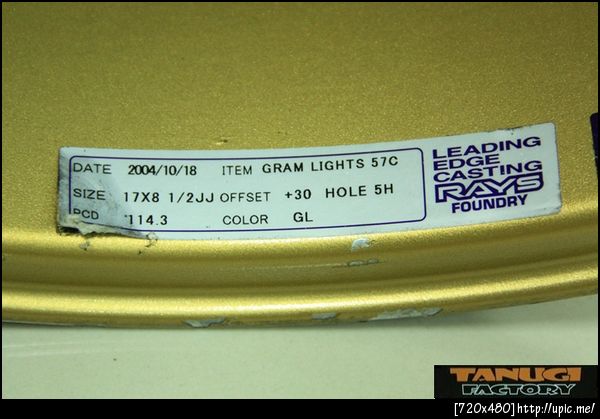 DATE 2004/10/18 ITEM GRAM LIGHTS 57C
SIZE 17X8 1/2JJ OFFSET +30 HOLE 5H
PCD 114.3 COLOR GL
LEADING
EDGE
CASTING
RAYS
FOUNDRY
TANUGI
FACTORY
[720x480]http://upic.me/